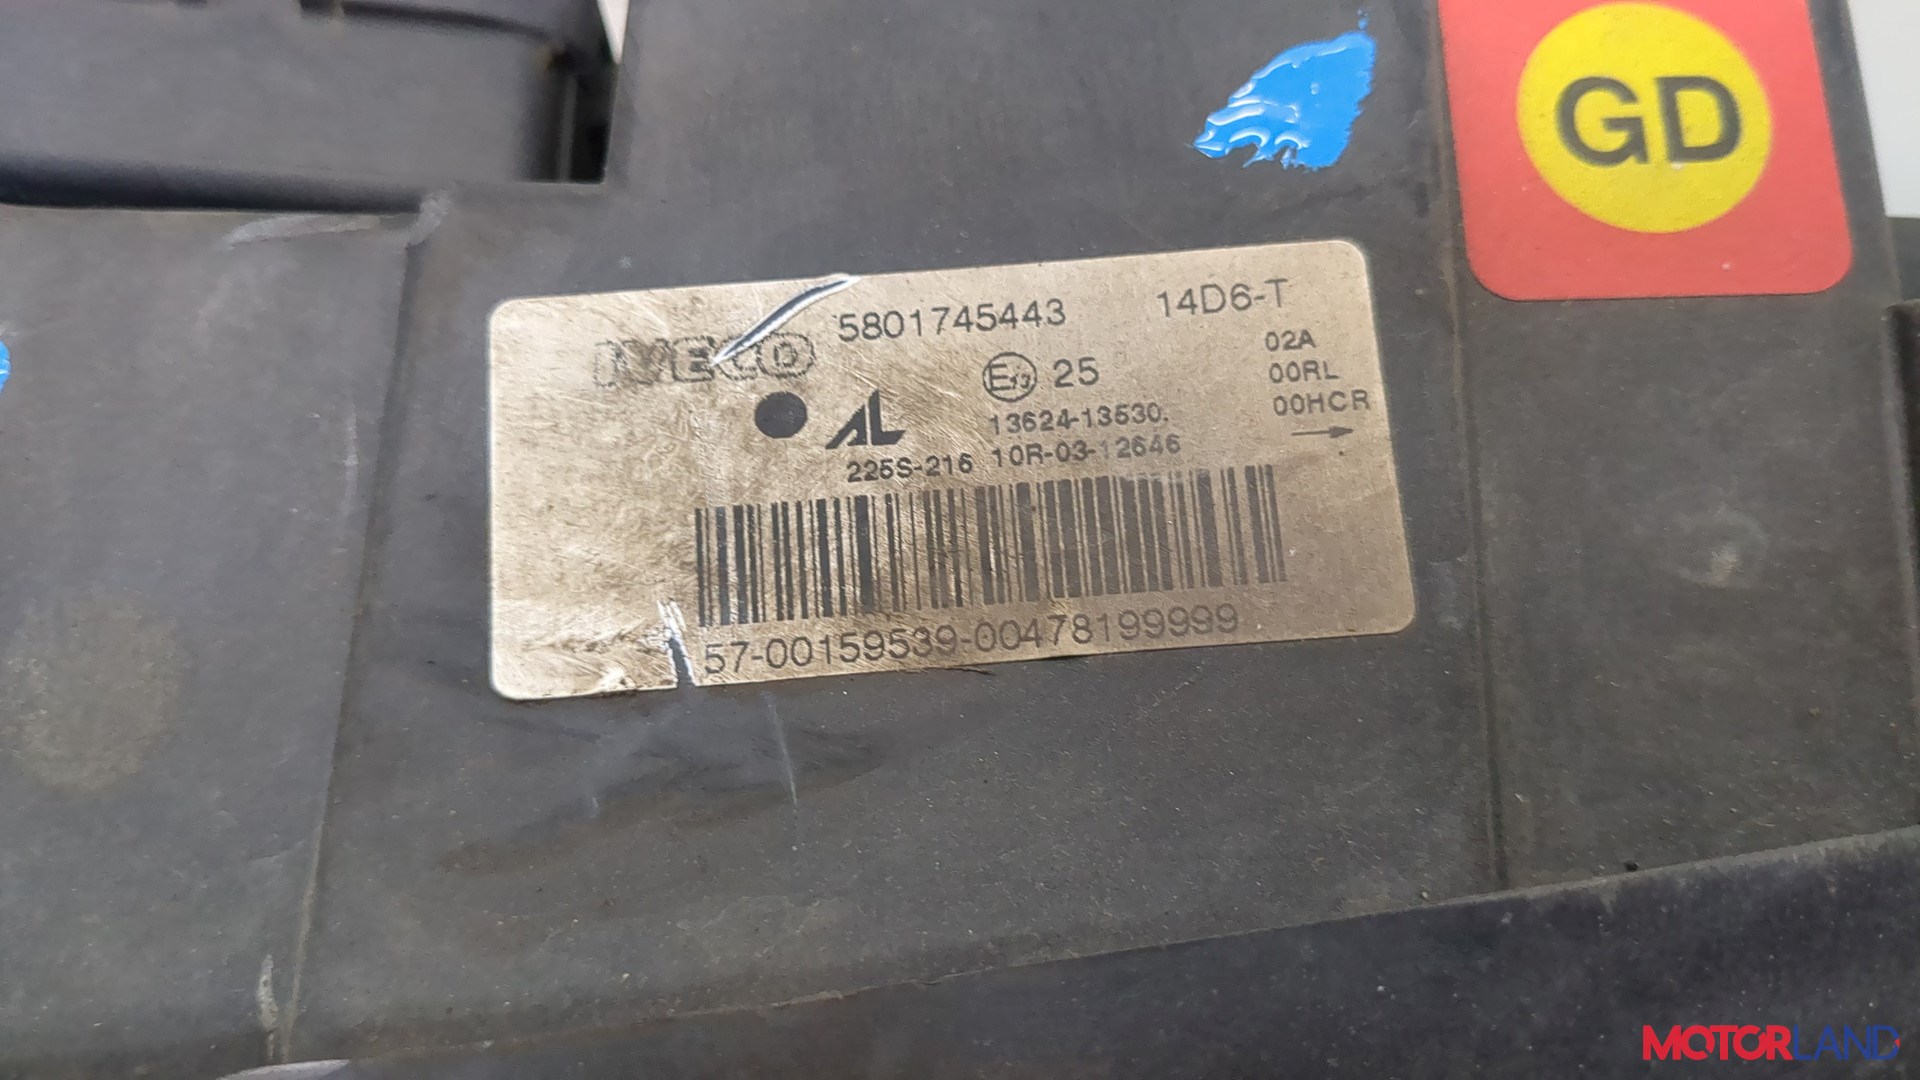 GD
IVECO
5801745443 14D6-T
E13 25
02A
00RL
00HCR
AL
13624-13530.
225S-216 10R-03-12646
57-00159539-00478199999
MOTORLAND